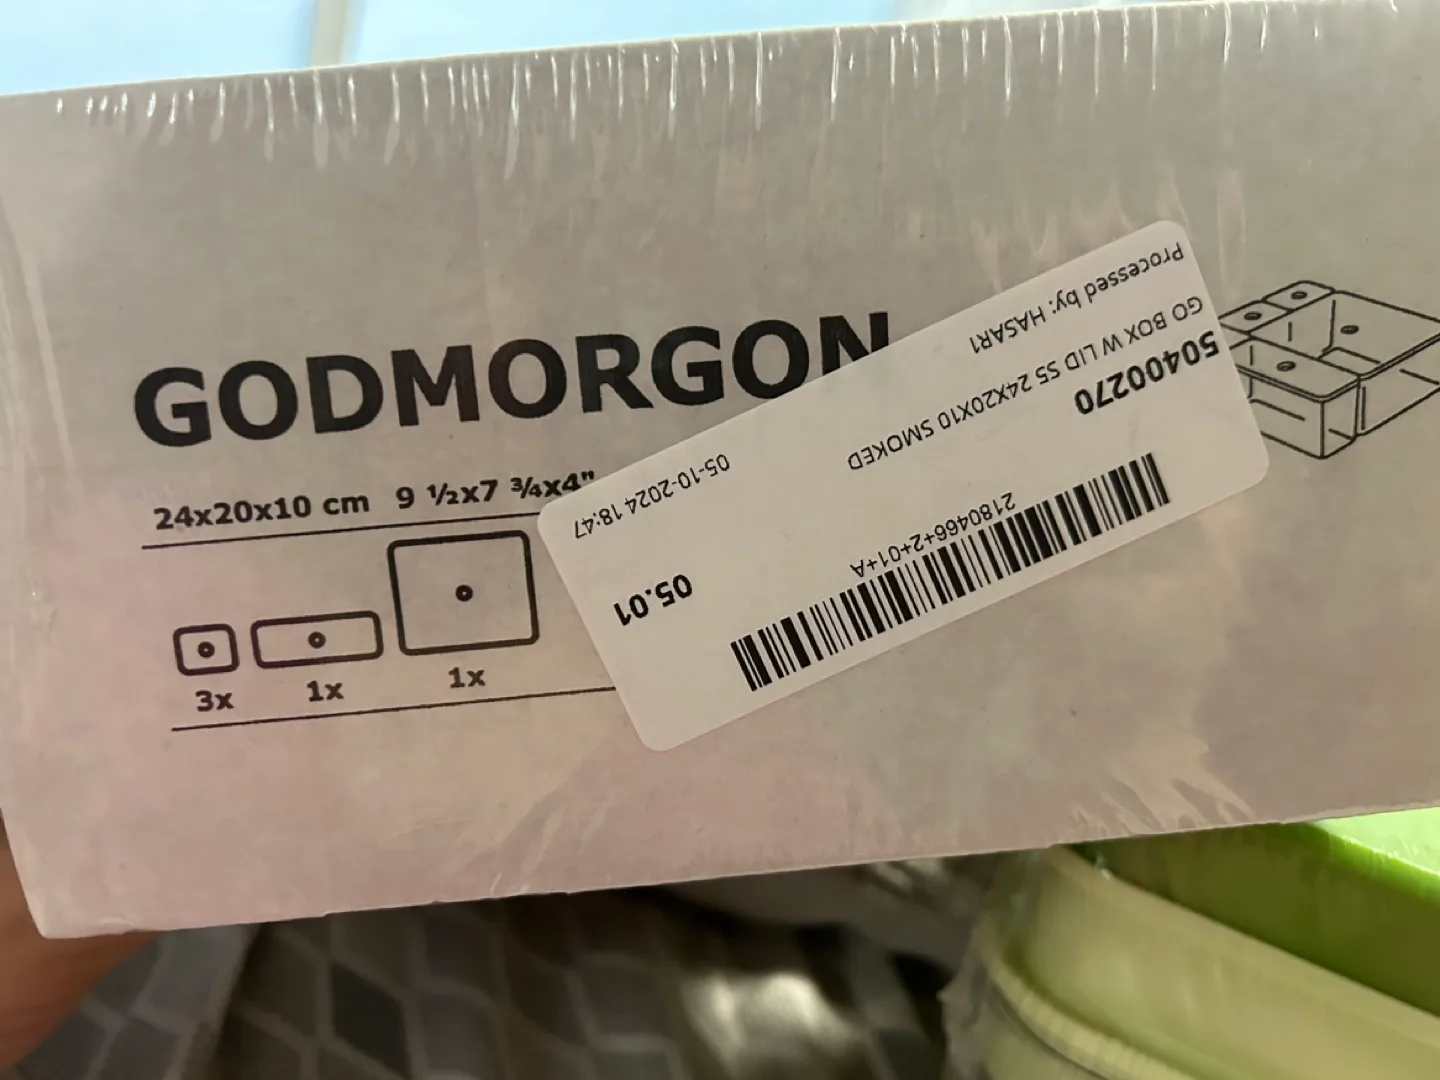 GODMORGON
24x20x10 cm 9 ½x7 ¾x4"
3x
1x
1x
Processed by: HASAR1
GO BOX W LID S5 24X20X10 SMOKED
50400270
05-10-2024 18:47
2180466+2+01+A
05.01